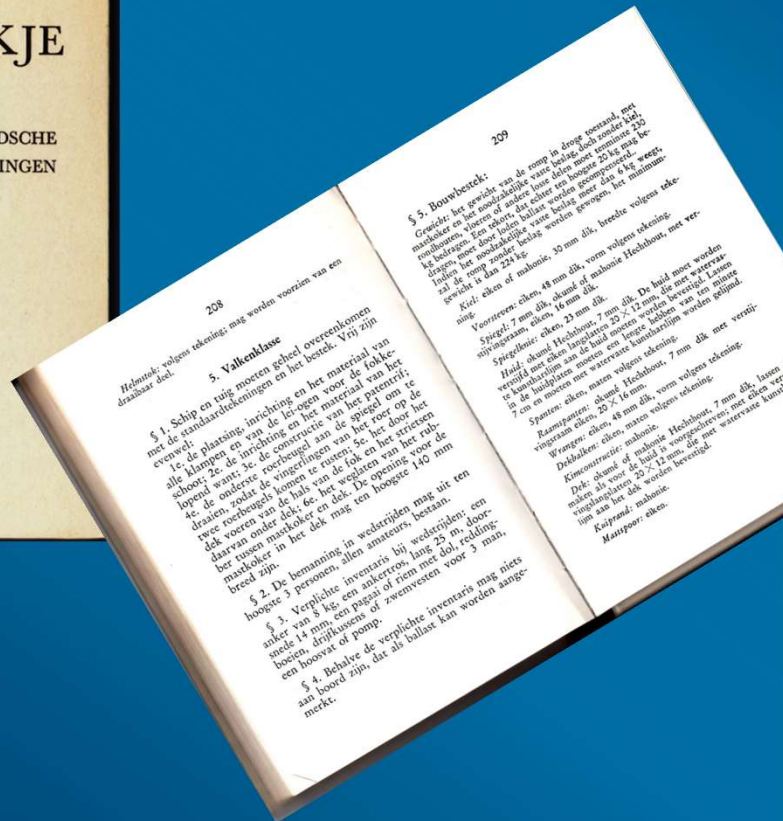 KJE
DSCHE
INGEN
208
Helmstok: volgens tekening; mag worden voorzien van een
draaibaar deel.
5. Valkenklasse
§ 1. Schip en tuig moeten geheel overeenkomen
met de standaardtekeningen en het bestek. Vrij zijn
evenwel:
1e. de plaatsing, inrichting en het materiaal van
alle klampen en van de lei-ogen voor de fokke-
schoot; 2e. de inrichting en het materiaal van het
lopend want; 3e. de constructie van het patentrif;
4e. de onderste roerbeugel aan de spiegel om te
draaien, zodat de vingerlingen van het roer op de
twee roerbeugels komen te rusten; 5e. het door het
dek voeren van de hals van de fok en het strietsen
daarvan onder dek; 6e. het weglaten van het rub-
ber tussen mastkoker en dek. De opening voor de
mastkoker in het dek mag ten hoogste 140 mm
breed zijn.
§ 2. De bemanning in wedstrijden mag uit ten
hoogste 3 personen, allen amateurs, bestaan.
§ 3. Verplichte inventaris bij wedstrijden: een
anker van 8 kg, een ankertros, lang 25 m, door-
snede 14 mm, een pagaai of riem met dol, redding-
boeien, drijfkussens of zwemvesten voor 3 man,
een hoosvat of pomp.
§ 4. Behalve de verplichte inventaris mag niets
aan boord zijn, dat als ballast kan worden aange-
merkt.
209
§ 5. Bouwbestek:
Gewicht: het gewicht van de romp in droge toestand, met
mastkoker en het noodzakelijke vaste beslag, doch zonder kiel,
rondhouten, vloeren of andere losse delen moet tenminste 230
kg bedragen. Een tekort, dat echter ten hoogste 20 kg mag be-
dragen, moet door loden ballast worden gecompenseerd.
Indien het noodzakelijke vaste beslag meer dan 6 kg weegt,
zal de romp zonder beslag worden gewogen, het minimum-
gewicht is dan 224 kg.
Kiel: eiken of mahonie, 30 mm dik, breedte volgens teke-
ning.
Voorsteven: eiken, 48 mm dik, vorm volgens tekening.
Spiegel: 7 mm dik, okumé of mahonie Hechthout, met ver-
stijvingsraam, eiken, 16 mm dik.
Spiegelknie: eiken, 23 mm dik.
Huid: okumé Hechthout, 7 mm dik. De huid moet worden
verstijfd met eiken langslatten 20 × 12 mm, die met watervas-
te kunstharslijm aan de huid moeten worden bevestigd. Lassen
in de huidplaten moeten een lengte hebben van ten minste
7 cm en moeten met watervaste kunstharslijm worden gelijmd.
Spanten: eiken, maten volgens tekening.
Raamspanten: okumé Hechthout, 7 mm dik met verstij-
vingsraam eiken, 20 × 16 mm.
Wrangen: eiken, 48 mm dik, vorm volgens tekening.
Dekbalken: eiken, maten volgens tekening.
Kimconstructie: mahonie.
Dek: okumé of mahonie Hechthout, 7 mm dik, lassen
maken als voor de huid is voorgeschreven; met eiken ver
vingslangslatten 20 × 12 mm, die met watervaste kunsth
lijm aan het dek worden bevestigd.
Kuiprand: mahonie.
Mastspoor: eiken.